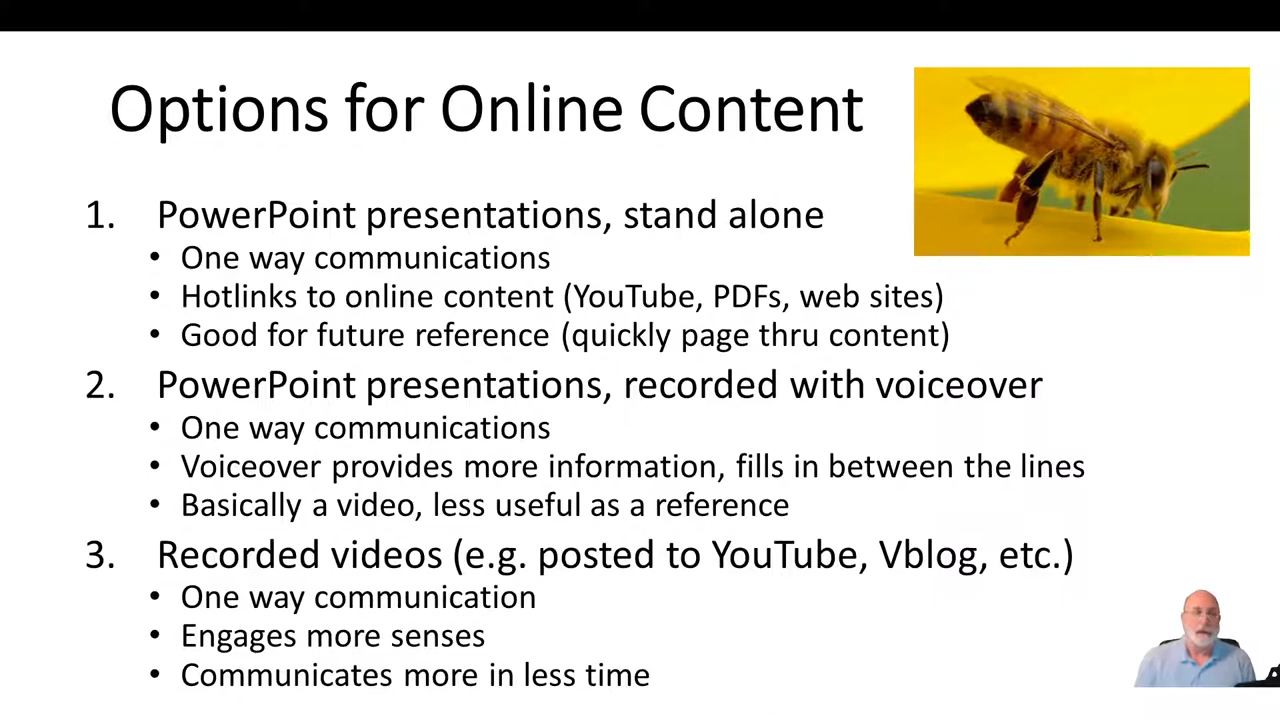 Options for Online Content
1. PowerPoint presentations, stand alone
• One way communications
• Hotlinks to online content (YouTube, PDFs, web sites)
• Good for future reference (quickly page thru content)
2. PowerPoint presentations, recorded with voiceover
• One way communications
• Voiceover provides more information, fills in between the lines
• Basically a video, less useful as a reference
3. Recorded videos (e.g. posted to YouTube, Vblog, etc.)
• One way communication
• Engages more senses
• Communicates more in less time